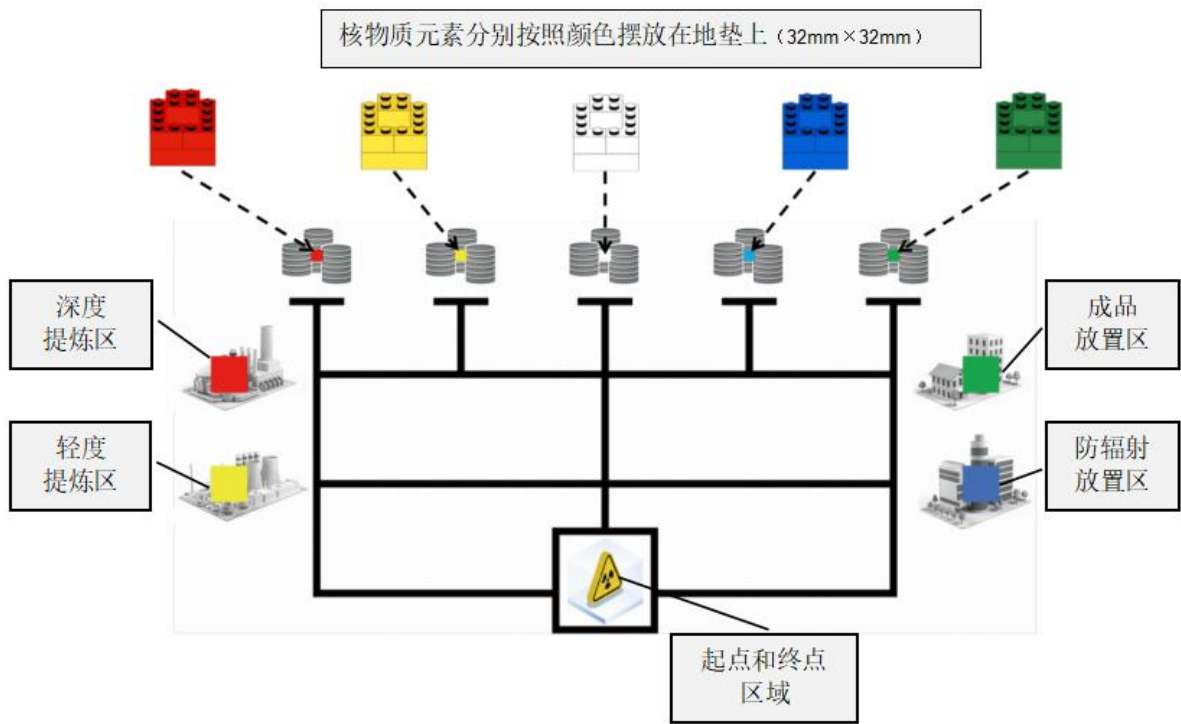 核物质元素分别按照颜色摆放在地垫上（32mm×32mm）
深度
提炼区
成品
放置区
轻度
提炼区
防辐射
放置区
起点和终点
区域